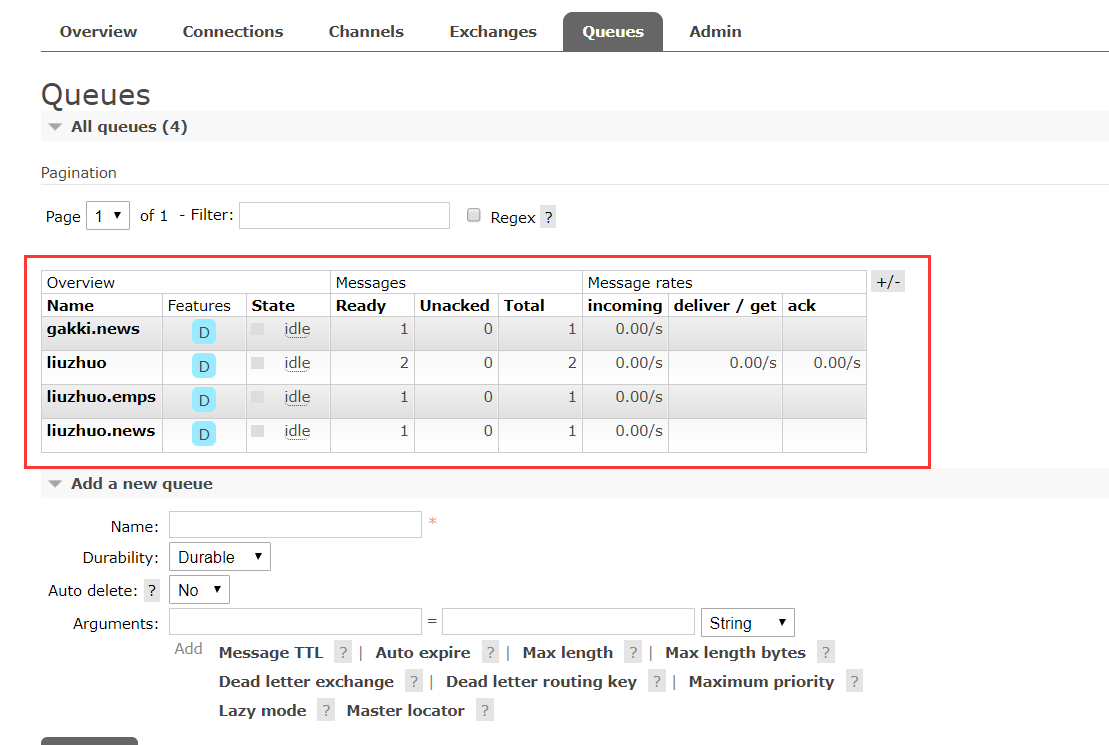 Overview Connections Channels Exchanges Queues Admin
Queues
All queues (4)
Pagination
Page 1 of 1 - Filter: Regex ?
Overview Messages Message rates +/-
Name Features State Ready Unacked Total incoming deliver / get ack
gakki.news D idle 1 0 1 0.00/s
liuzhuo D idle 2 0 2 0.00/s 0.00/s 0.00/s
liuzhuo.emps D idle 1 0 1 0.00/s
liuzhuo.news D idle 1 0 1 0.00/s
Add a new queue
Name: *
Durability: Durable
Auto delete: ? No
Arguments: = String
Add Message TTL ? | Auto expire ? | Max length ? | Max length bytes ?
Dead letter exchange ? | Dead letter routing key ? | Maximum priority ?
Lazy mode ? Master locator ?